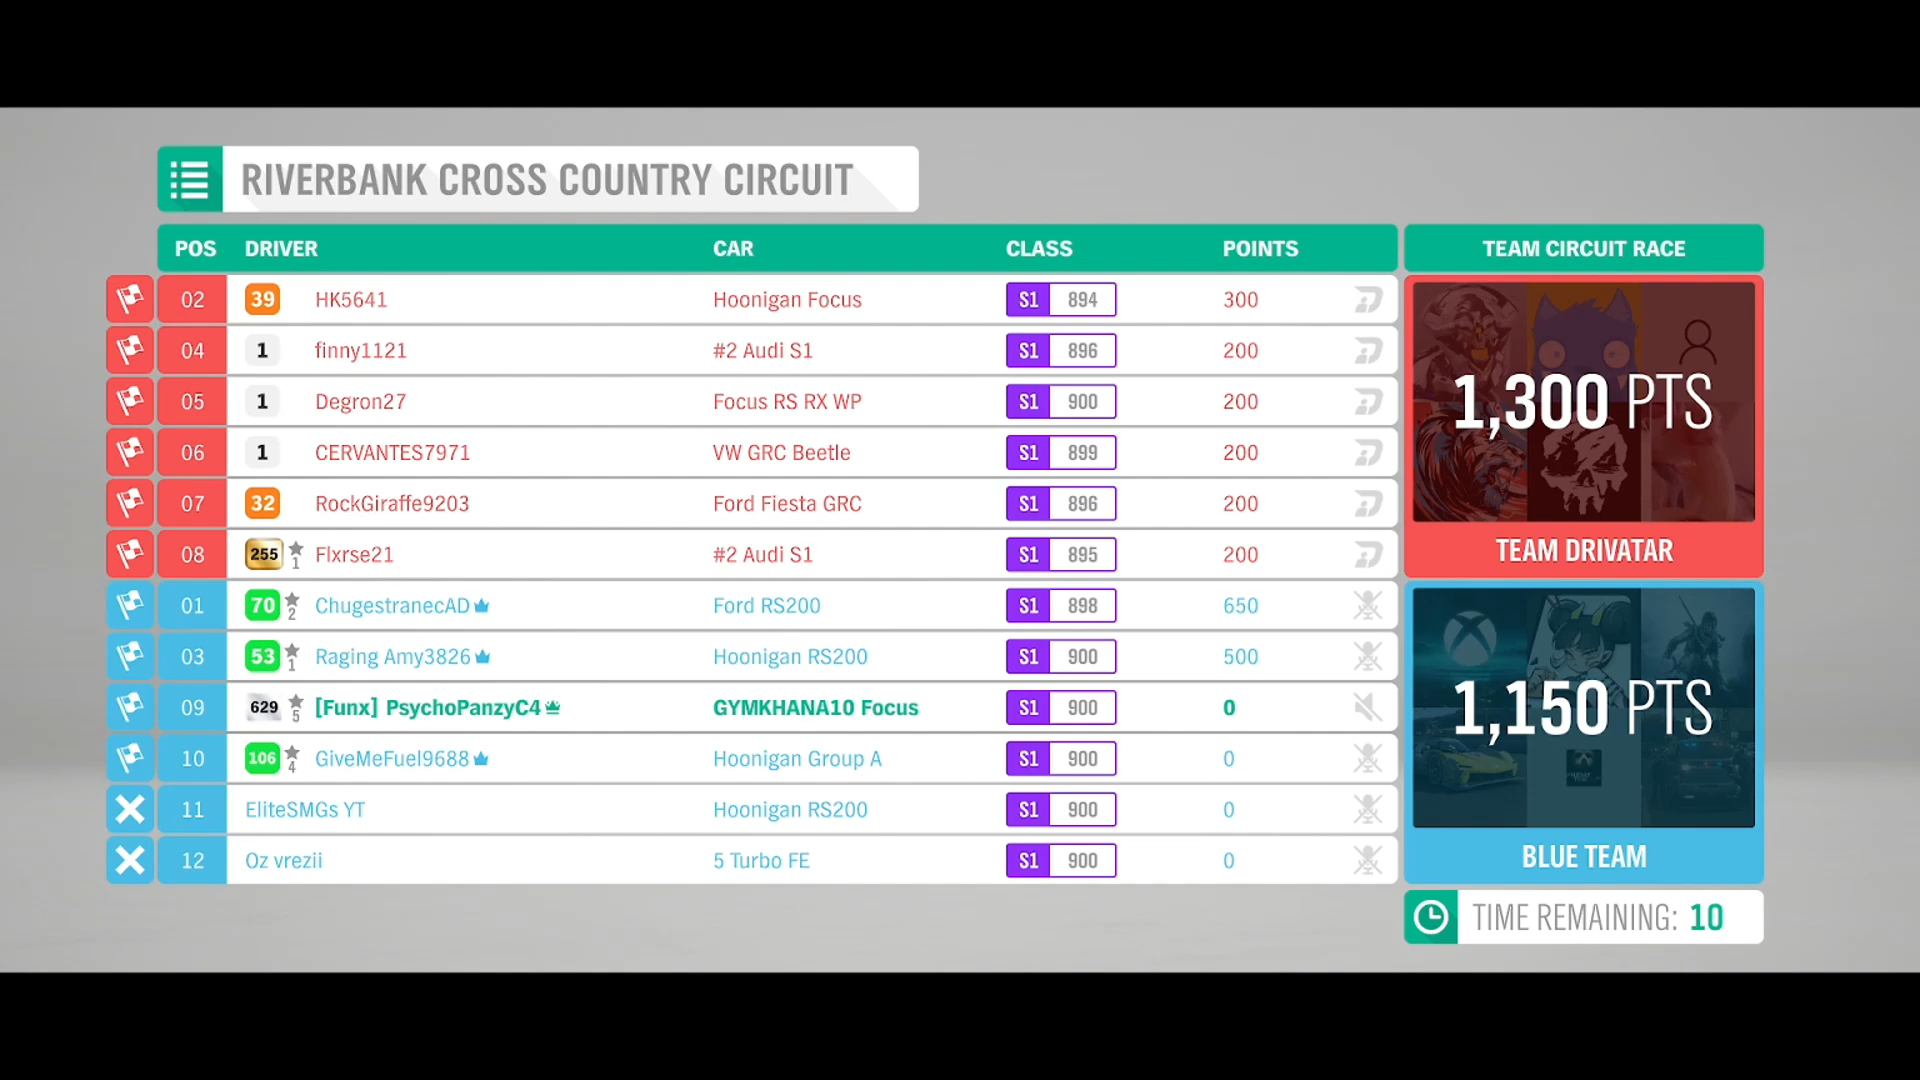 RIVERBANK CROSS COUNTRY CIRCUIT
POS DRIVER CAR CLASS POINTS TEAM CIRCUIT RACE
02 39 HK5641 Hoonigan Focus S1 894 300
04 1 finny1121 #2 Audi S1 S1 896 200
05 1 Degron27 Focus RS RX WP S1 900 200
06 1 CERVANTES7971 VW GRC Beetle S1 899 200
07 32 RockGiraffe9203 Ford Fiesta GRC S1 896 200
08 255 1 Flxrse21 #2 Audi S1 S1 895 200
1,300 PTS
TEAM DRIVATAR
01 70 2 ChugestranecAD Ford RS200 S1 898 650
03 53 1 Raging Amy3826 Hoonigan RS200 S1 900 500
09 629 5 [Funx] PsychoPanzyC4 GYMKHANA10 Focus S1 900 0
10 106 4 GiveMeFuel9688 Hoonigan Group A S1 900 0
11 EliteSMGs YT Hoonigan RS200 S1 900 0
12 Oz vrezii 5 Turbo FE S1 900 0
1,150 PTS
BLUE TEAM
TIME REMAINING: 10